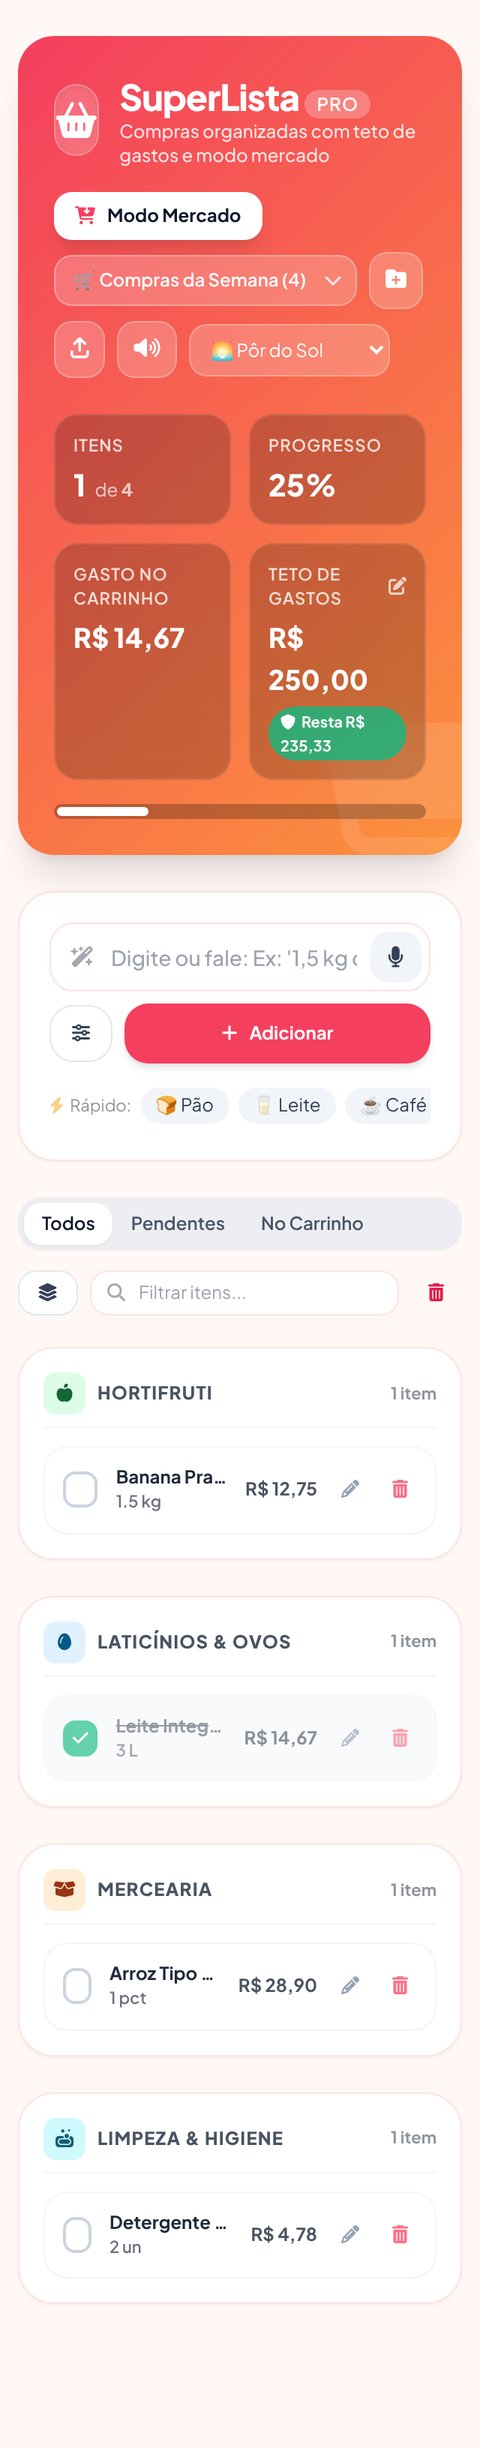 SuperLista PRO
Compras organizadas com teto de
gastos e modo mercado
Modo Mercado
Compras da Semana (4)
Pôr do Sol
ITENS
1 de 4
PROGRESSO
25%
GASTO NO
CARRINHO
R$ 14,67
TETO DE
GASTOS
R$
250,00
Resta R$
235,33
Digite ou fale: Ex: '1,5 kg
Adicionar
Rápido: Pão Leite Café
Todos Pendentes No Carrinho
Filtrar itens...
HORTIFRUTI 1 item
Banana Pra... R$ 12,75
1.5 kg
LATICÍNIOS & OVOS 1 item
Leite Integ... R$ 14,67
3 L
MERCEARIA 1 item
Arroz Tipo ... R$ 28,90
1 pct
LIMPEZA & HIGIENE 1 item
Detergente ... R$ 4,78
2 un